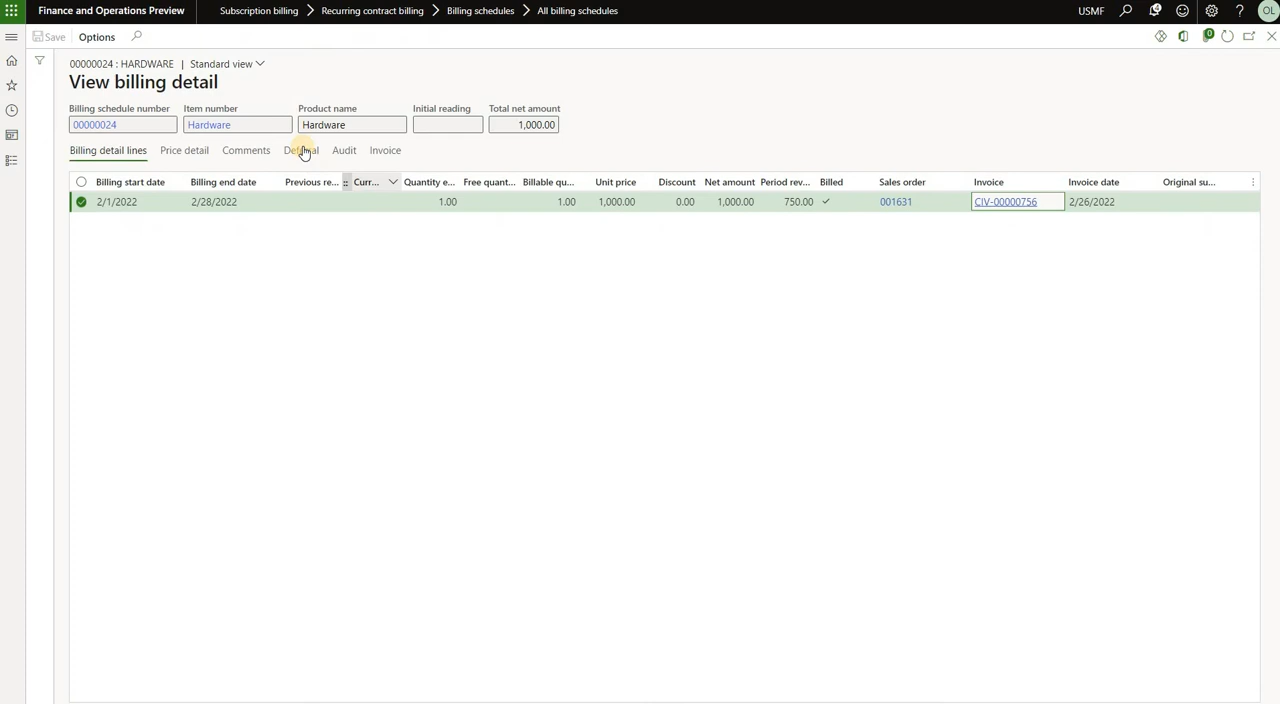 Finance and Operations Preview Subscription billing Recurring contract billing Billing schedules All billing schedules USMF ? OL
Save Options 0
00000024 : HARDWARE | Standard view
View billing detail
Billing schedule number Item number Product name Initial reading Total net amount
00000024 Hardware Hardware 1,000.00
Billing detail lines Price detail Comments Audit Invoice
Billing start date Billing end date Previous re... Curr... Quantity e... Free quant... Billable qu... Unit price Discount Net amount Period rev... Billed Sales order Invoice Invoice date Original su...
2/1/2022 2/28/2022 1.00 1.00 1,000.00 0.00 1,000.00 750.00 001631 CIV-00000756 2/26/2022